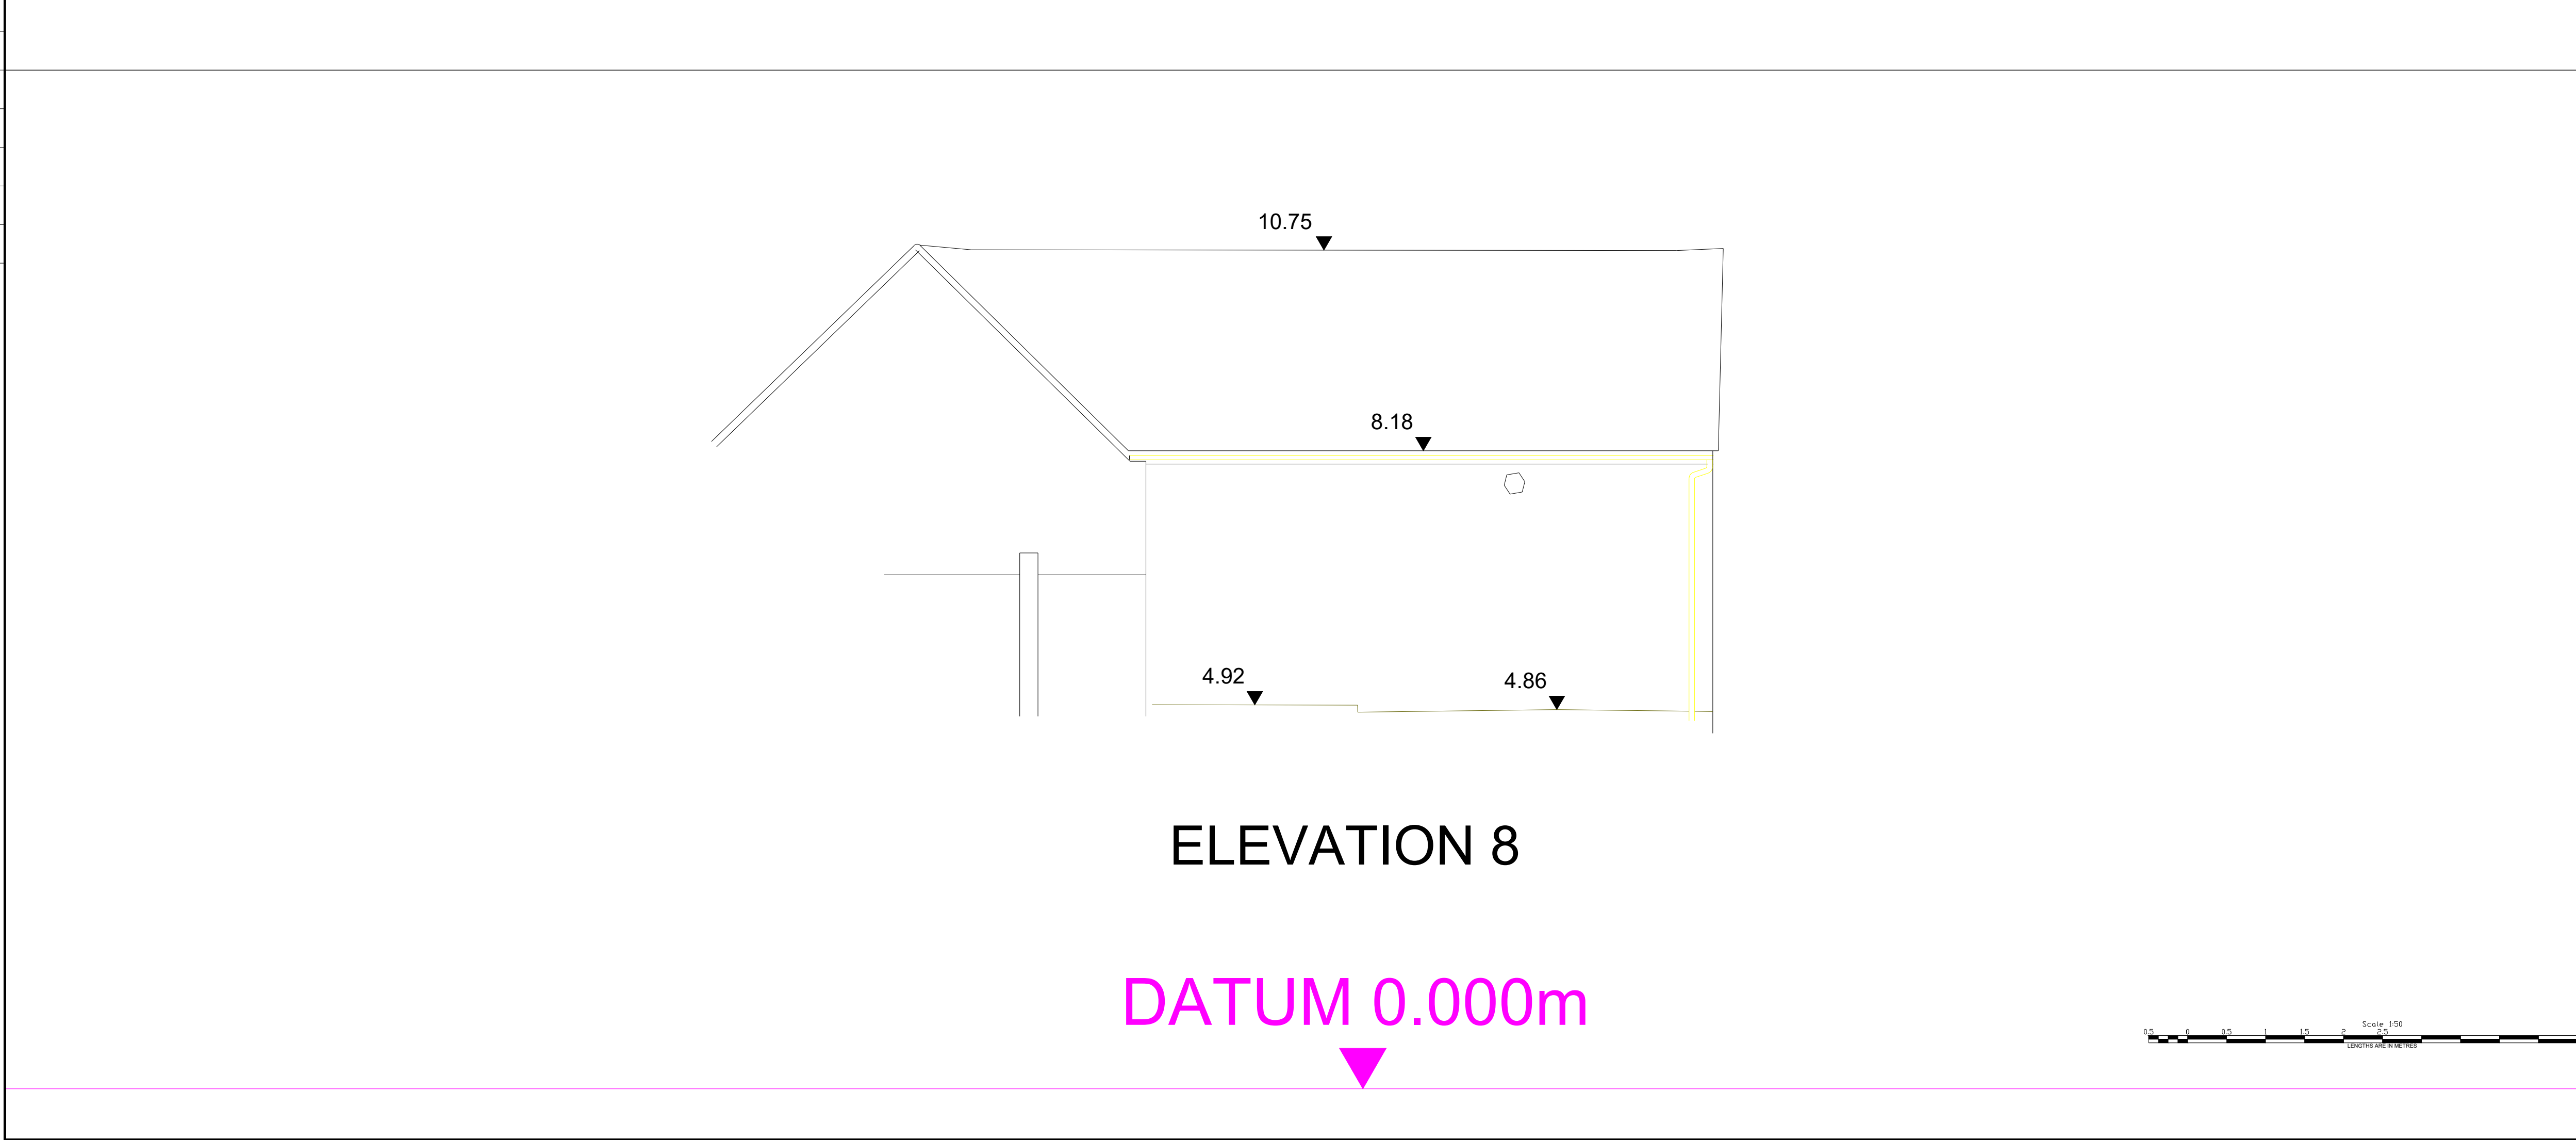 10.75
8.18
4.92
4.86
ELEVATION 8
DATUM 0.000m
Scale 1:50
0.5 0 0.5 1 1.5 2 2.5
LENGTHS ARE IN METRES